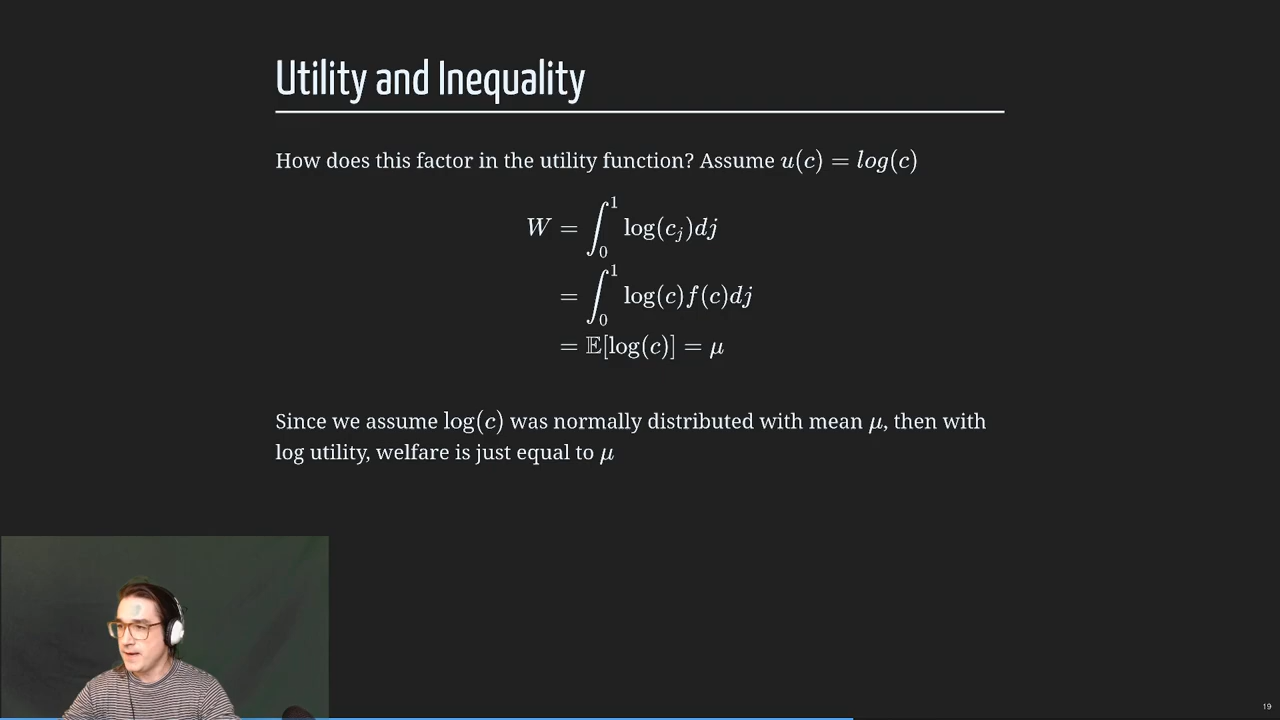 Utility and Inequality
How does this factor in the utility function? Assume u(c) = log(c)
W = ∫₀¹ log(cⱼ)dj
= ∫₀¹ log(c)f(c)dj
= 𝔼[log(c)] = μ
Since we assume log(c) was normally distributed with mean μ, then with
log utility, welfare is just equal to μ
19